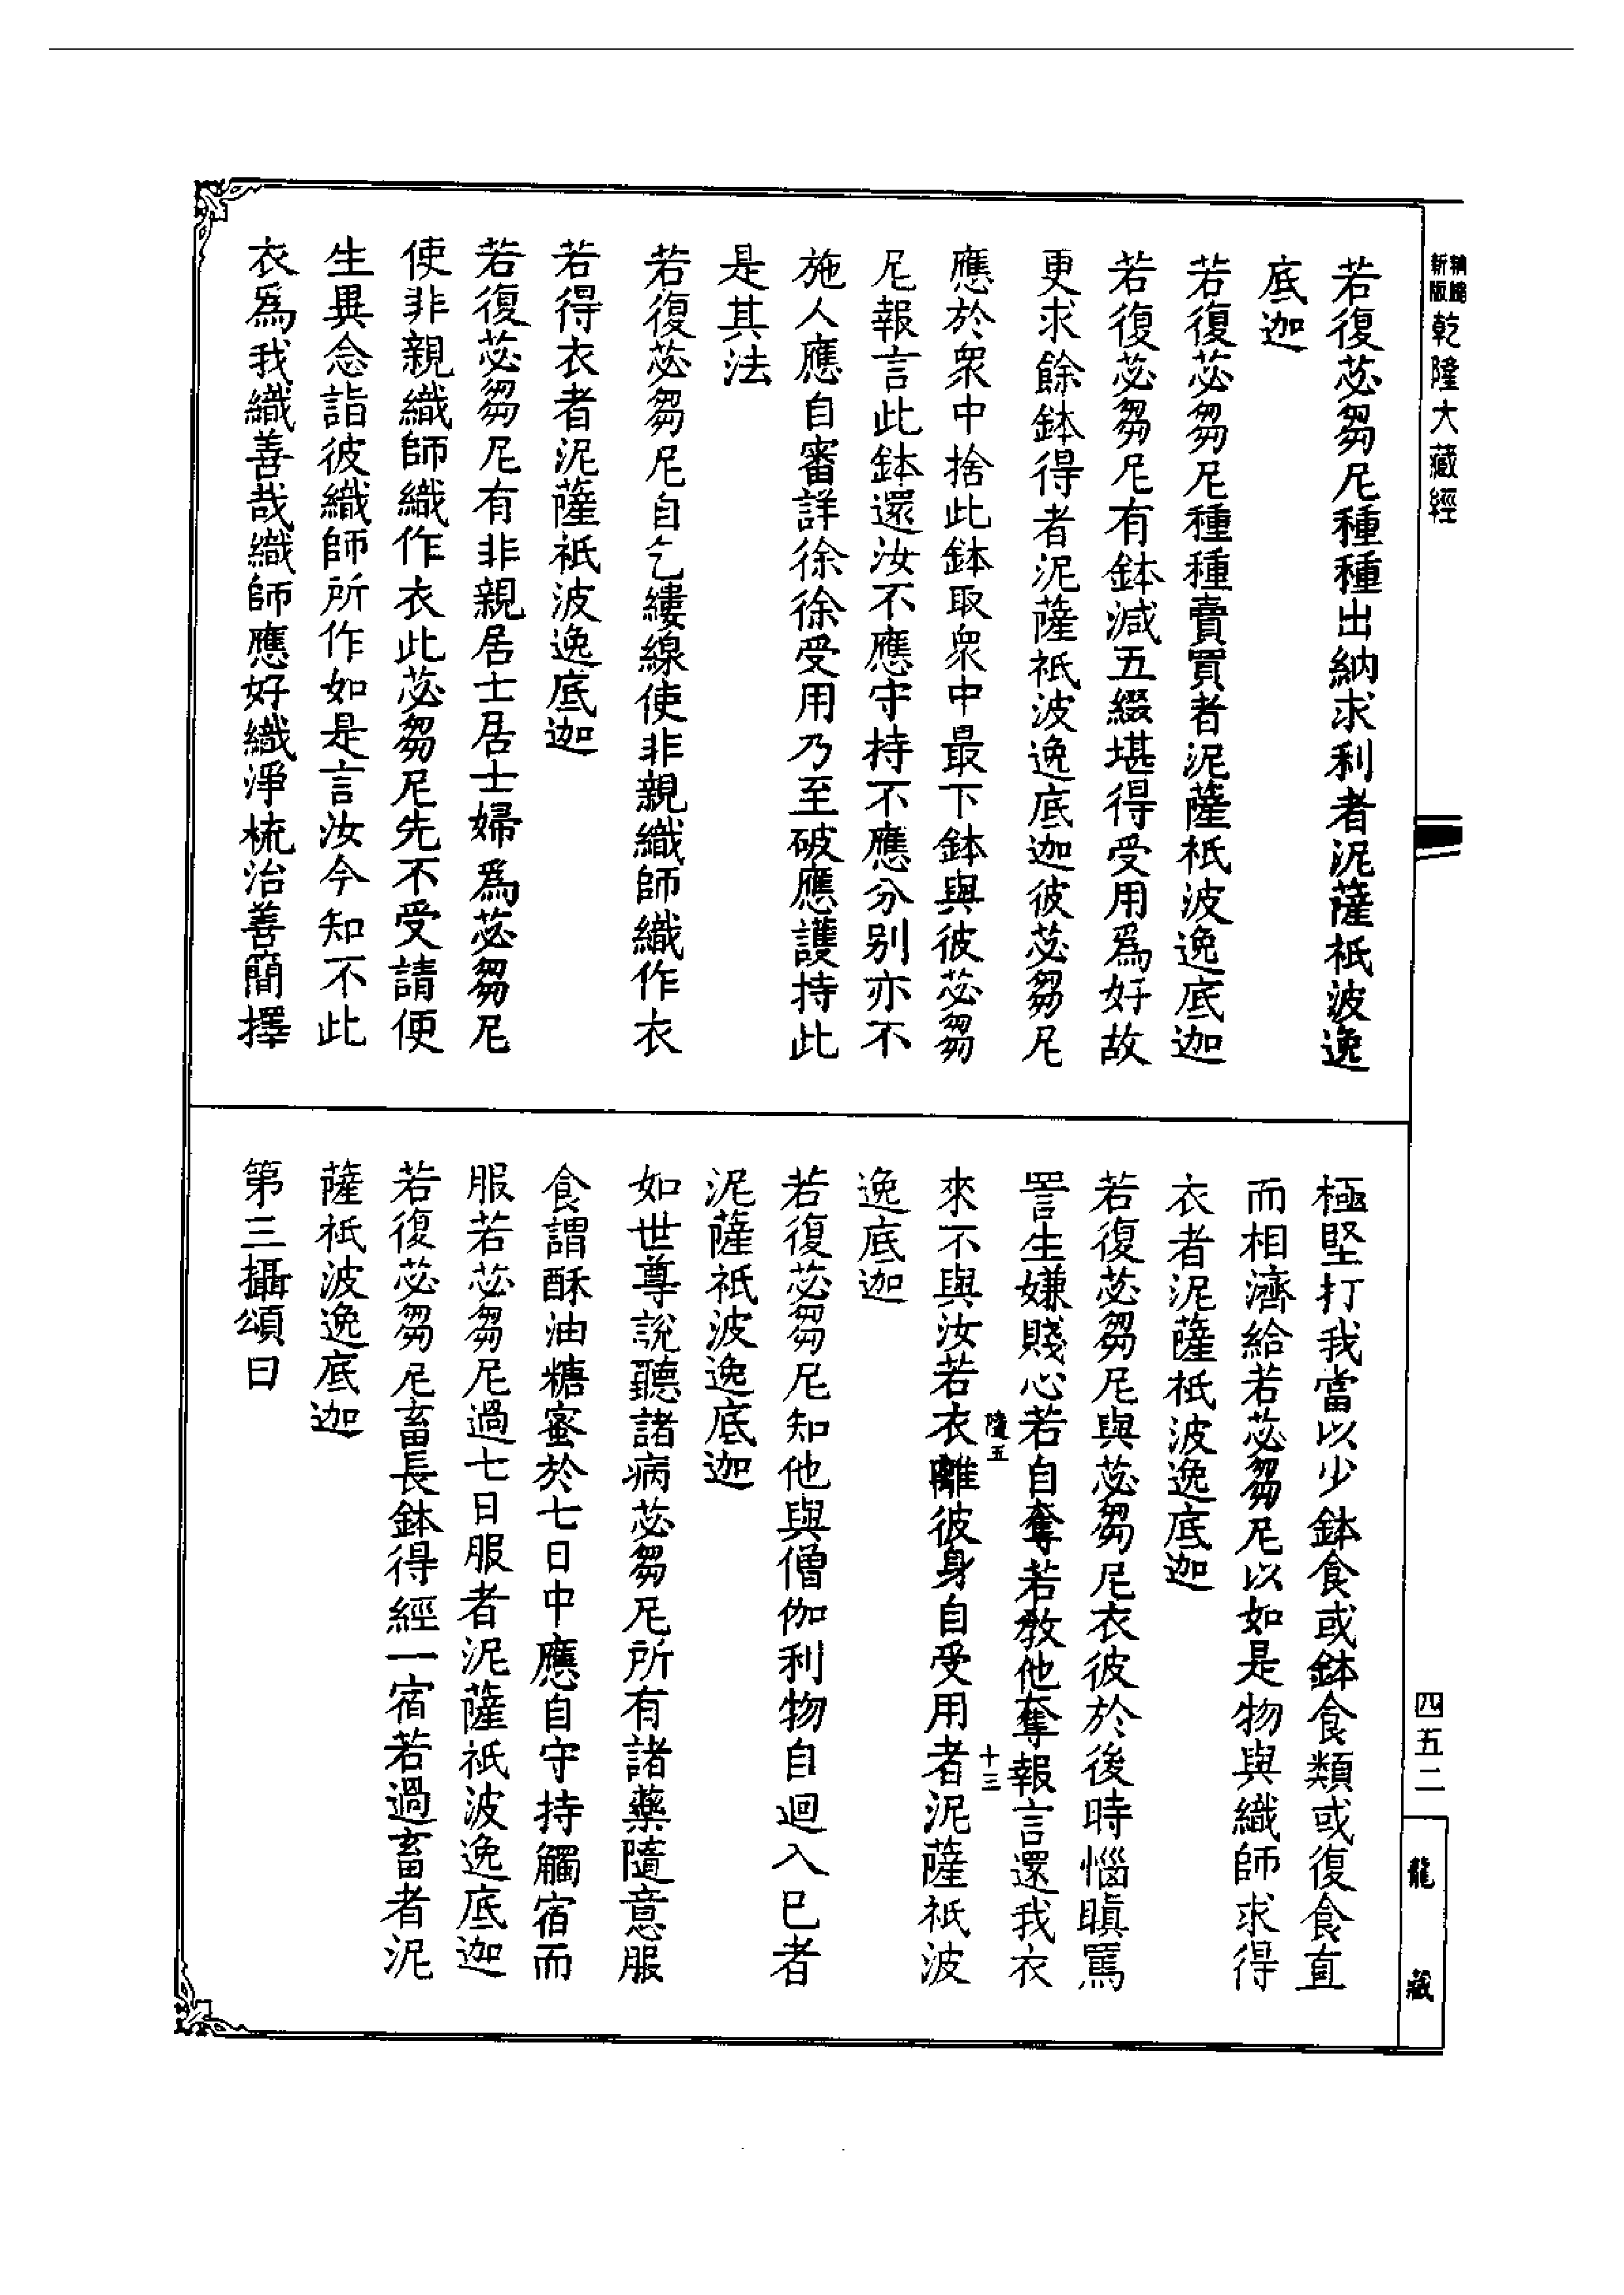 新版
乾隆大藏經
若復苾芻尼種種出納求利者泥薩祇波逸
底迦
若復苾芻尼種種賣買者泥薩祇波逸底迦
若復苾芻尼有鉢減五綴堪得受用爲好故
更求餘鉢得者泥薩祇波逸底迦彼苾芻尼
應於衆中捨此鉢取衆中最下鉢與彼苾芻
尼報言此鉢還汝不應守持不應分別亦不
施人應自審詳徐徐受用乃至破應護持此
是其法
若復苾芻尼自乞縷線使非親織師織作衣
若得衣者泥薩祇波逸底迦
若復苾芻尼有非親居士居士婦爲苾芻尼
使非親織師織作衣此苾芻尼先不受請便
生異念詣彼織師所作如是言汝今知不此
衣爲我織善哉織師應好織淨梳治善簡擇
極堅打我當以少鉢食或鉢食類或復食直
而相濟給若苾芻尼以如是物與織師求得
衣者泥薩祇波逸底迦
若復苾芻尼與苾芻尼衣彼於後時惱瞋罵
詈生嫌賤心若自奪若教他奪報言還我衣
隨五
十三
來不與汝若衣離彼身自受用者泥薩祇波
逸底迦
若復苾芻尼知他與僧伽利物自迴入已者
泥薩祇波逸底迦
如世尊說聽諸病苾芻尼所有諸藥隨意服
食謂酥油糖蜜於七日中應自守持觸宿而
服若苾芻尼過七日服者泥薩祇波逸底迦
若復苾芻尼畜長鉢得經一宿若過畜者泥
薩祇波逸底迦
第三攝頌曰
四五二
龍藏